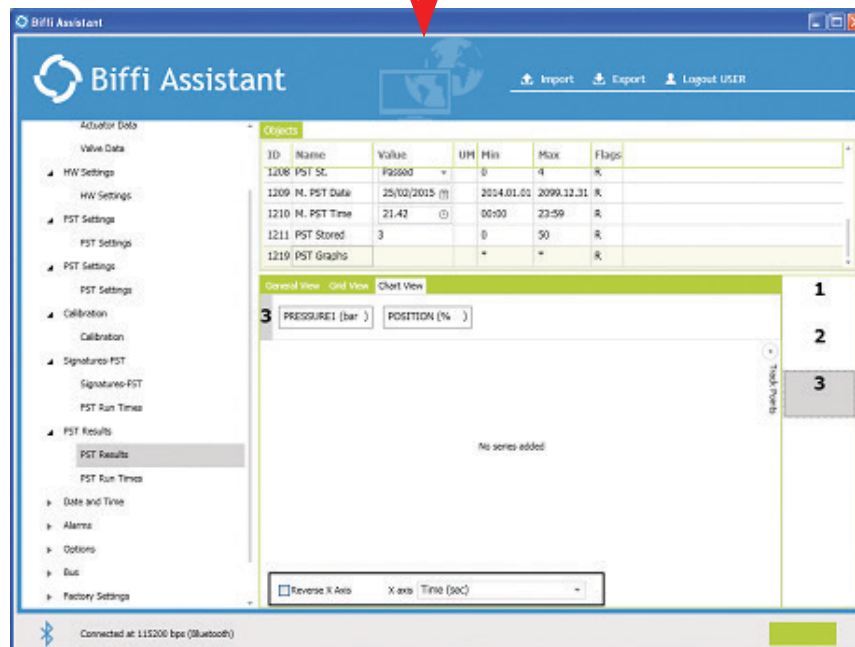 Biffi Assistant
Biffi Assistant
Import Export Logout USER
Actuator Data
Valve Data
HW Settings
HW Settings
PST Settings
PST Settings
PST Settings
PST Settings
Calibration
Calibration
Signatures-PST
Signatures-PST
PST Run Times
PST Results
PST Results
PST Run Times
Date and Time
Alarms
Options
Bus
Factory Settings
Objects
ID Name Value UM Min Max Flags
1208 PST St. Passed 0 4 R
1209 M. PST Date 25/02/2015 2014.01.01 2099.12.31 R
1210 M. PST Time 21.42 00:00 23:59 R
1211 PST Stored 3 0 50 R
1219 PST Graphs * * R
General View Grid View Chart View
3 PRESSURE1 (bar ) POSITION (% )
Track Points
No series added
Reverse X Axis X axis Time (sec)
1
2
3
Connected at 115200 bps (Bluetooth)